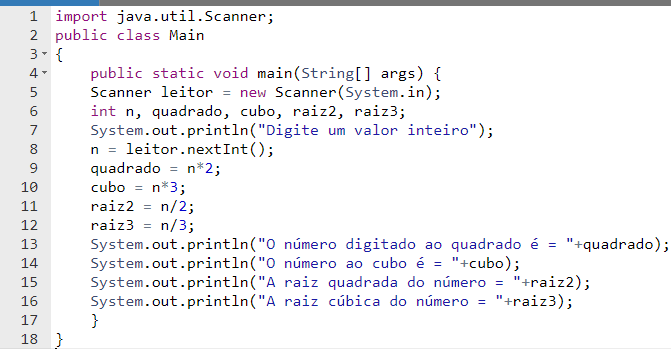 1 import java.util.Scanner;
2 public class Main
3 {
4 public static void main(String[] args) {
5 Scanner leitor = new Scanner(System.in);
6 int n, quadrado, cubo, raiz2, raiz3;
7 System.out.println("Digite um valor inteiro");
8 n = leitor.nextInt();
9 quadrado = n*2;
10 cubo = n*3;
11 raiz2 = n/2;
12 raiz3 = n/3;
13 System.out.println("O número digitado ao quadrado é = "+quadrado);
14 System.out.println("O número ao cubo é = "+cubo);
15 System.out.println("A raiz quadrada do número = "+raiz2);
16 System.out.println("A raiz cúbica do número = "+raiz3);
17 }
18 }